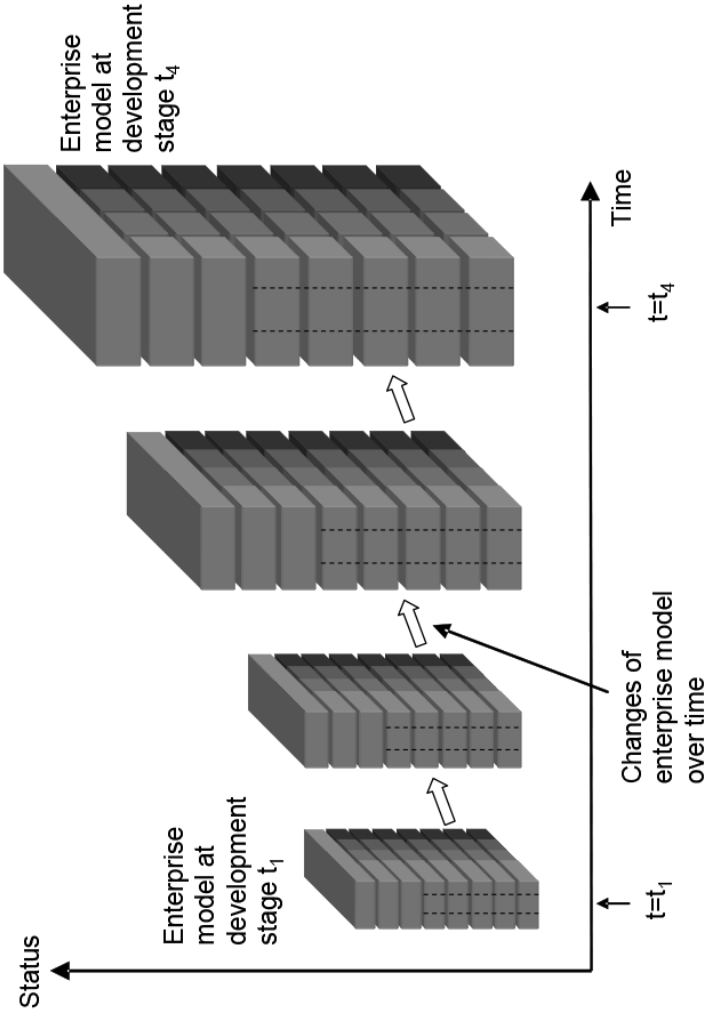 Status
Enterprise
model at
development
stage t₁
Enterprise
model at
development
stage t₄
Changes of
enterprise model
over time
t=t₁
t=t₄
Time